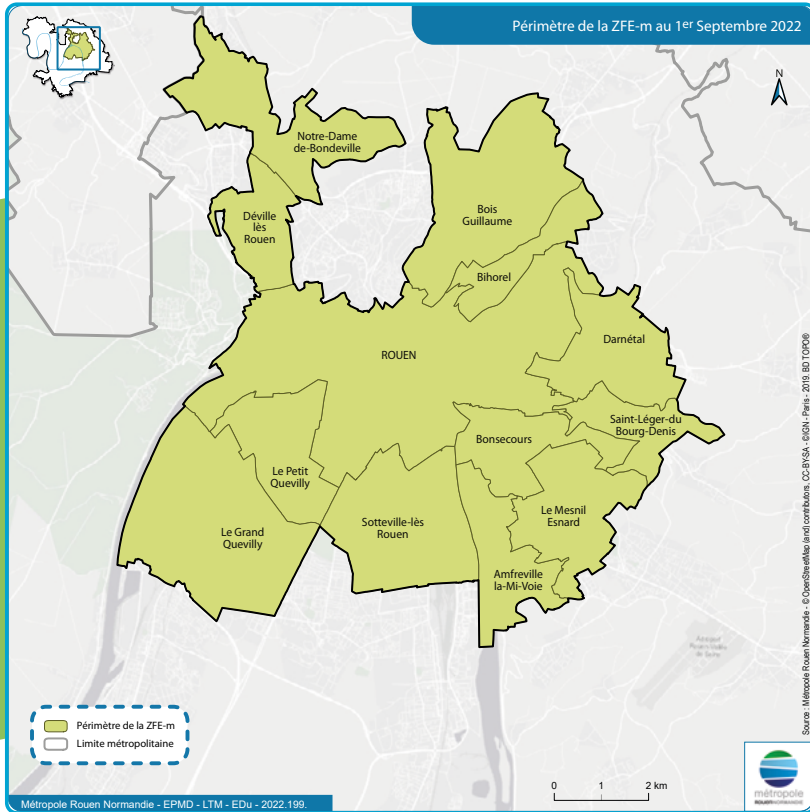 Périmètre de la ZFE-m au 1er Septembre 2022
N
Notre-Dame
de-Bondeville
Déville
lès
Rouen
Bois
Guillaume
Bihorel
Darnétal
ROUEN
Saint-Léger-du
Bourg-Denis
Bonsecours
Le Petit
Quevilly
Le Mesnil
Esnard
Le Grand
Quevilly
Sotteville-lès
Rouen
Amfreville
la-Mi-Voie
Source : Métropole Rouen Normandie - © OpenStreetMap (and) contributors, CC-BY-SA - ©IGN - Paris - 2019, BD TOPO®
Périmètre de la ZFE-m
Limite métropolitaine
0 1 2 km
métropole
ROUENNORMANDIE
Métropole Rouen Normandie - EPMD - LTM - EDu - 2022.199.